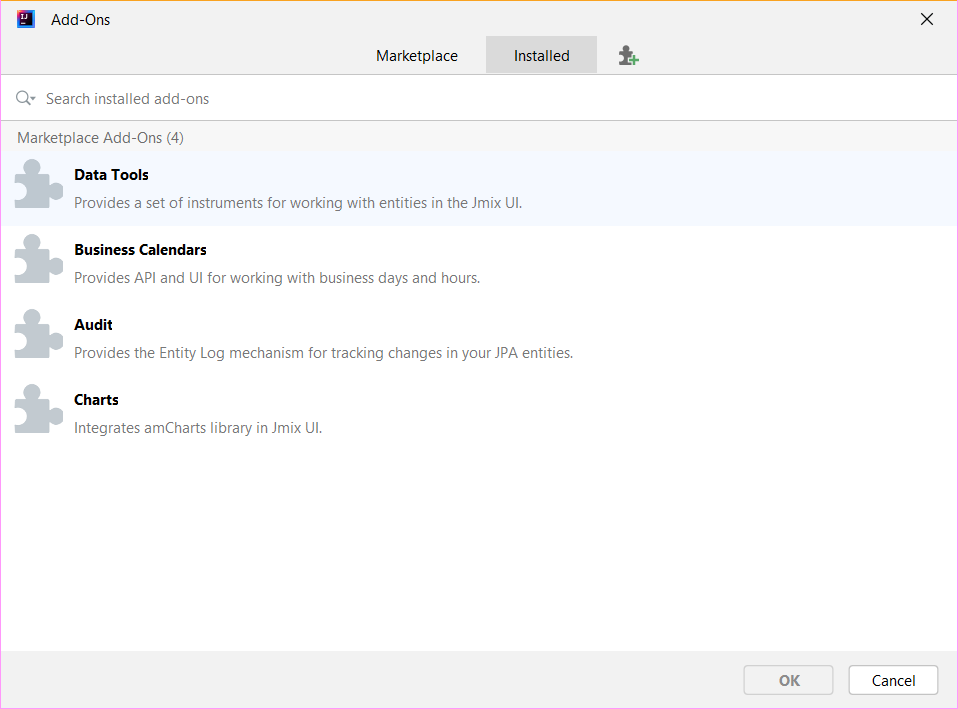 Add-Ons
Marketplace Installed
Search installed add-ons
Marketplace Add-Ons (4)
Data Tools
Provides a set of instruments for working with entities in the Jmix UI.
Business Calendars
Provides API and UI for working with business days and hours.
Audit
Provides the Entity Log mechanism for tracking changes in your JPA entities.
Charts
Integrates amCharts library in Jmix UI.
OK Cancel